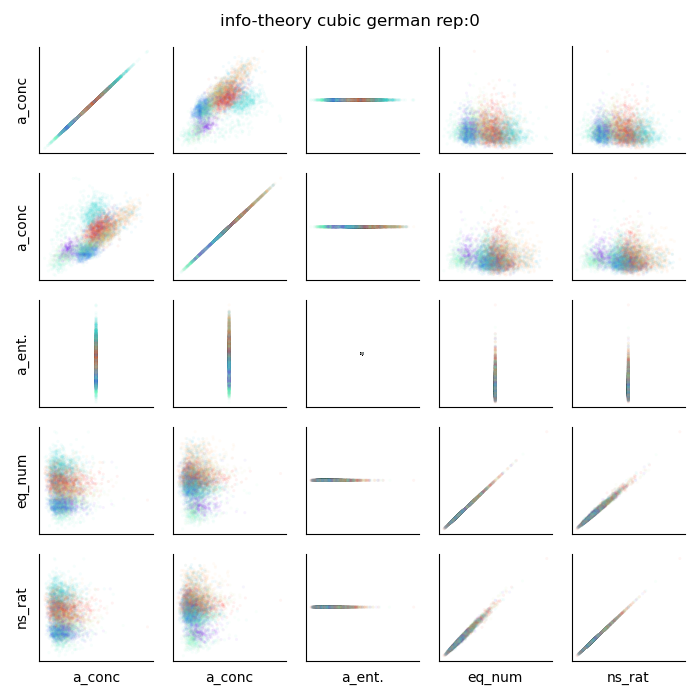 info-theory cubic german rep:0
a_conc
a_conc
a_ent.
eq_num
ns_rat
a_conc a_conc a_ent. eq_num ns_rat